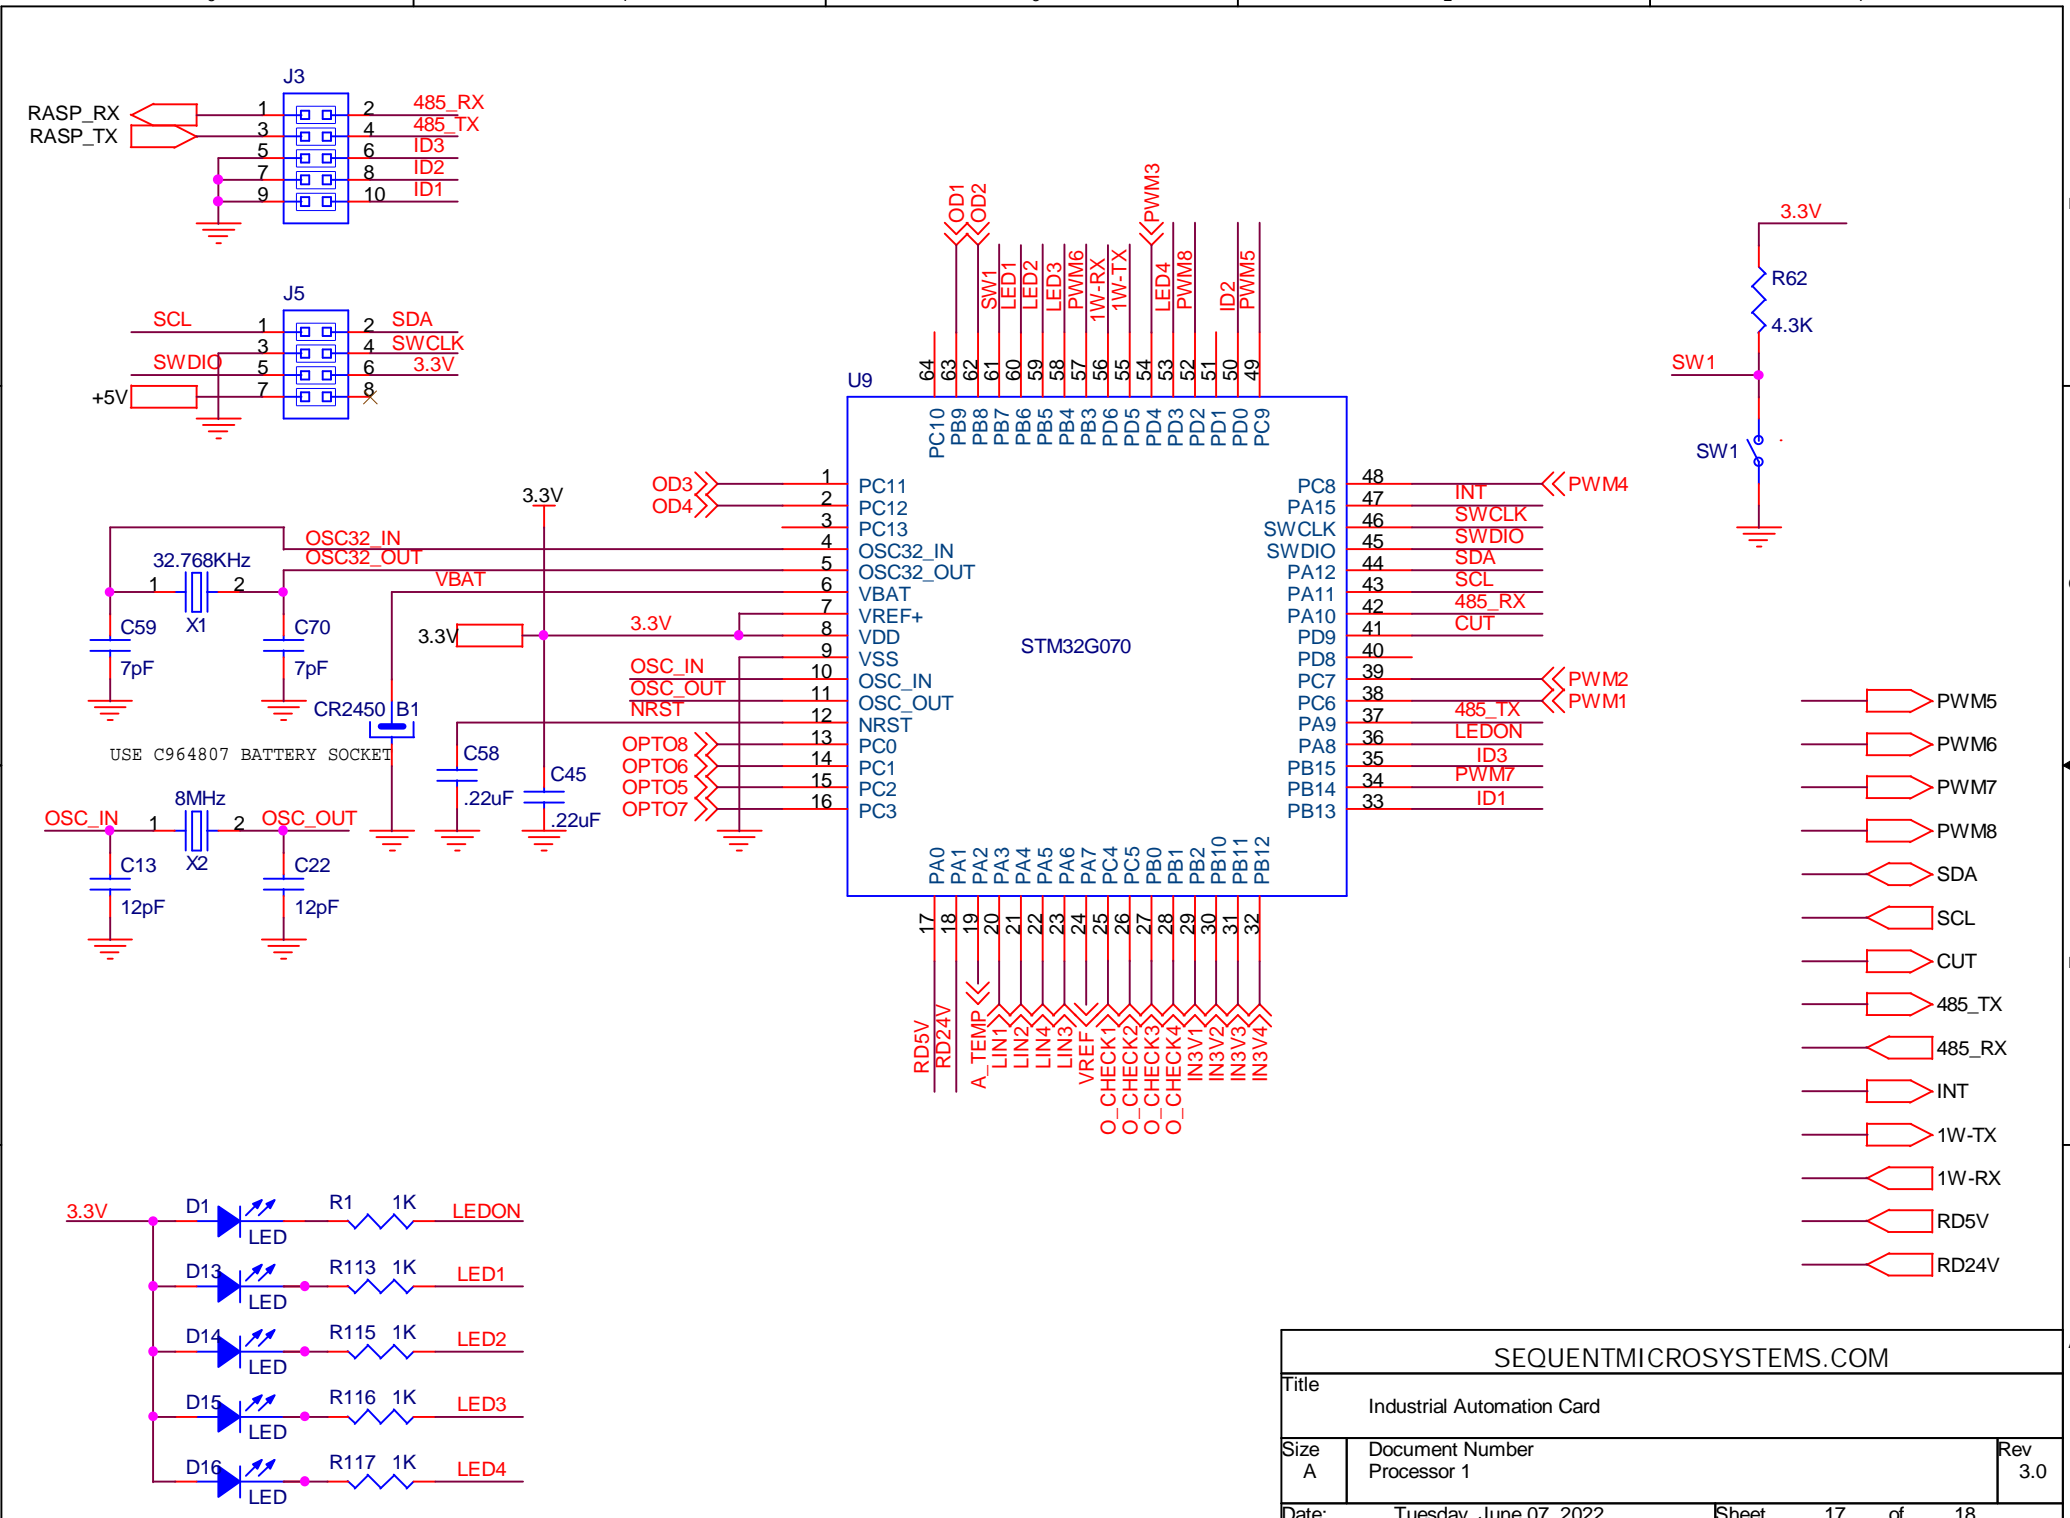 J3
RASP_RX 1 2 485_RX
RASP_TX 3 4 485_TX
5 6 ID3
7 8 ID2
9 10 ID1
J5
SCL 1 2 SDA
3 4 SWCLK
SWDIO 5 6 3.3V
+5V 7 8
OD1 OD2 SW1 LED1 LED2 LED3 PWM6 1W-RX 1W-TX PWM3 LED4 PWM8 ID2 PWM5
64 63 62 61 60 59 58 57 56 55 54 53 52 51 50 49
U9
PC10 PB9 PB8 PB7 PB6 PB5 PB4 PB3 PD6 PD5 PD4 PD3 PD2 PD1 PD0 PC9
3.3V
R62
4.3K
SW1
SW1
OD3 1 PC11
OD4 2 PC12
3 PC13
OSC32_IN 4 OSC32_IN
OSC32_OUT 5 OSC32_OUT
VBAT 6 VBAT
7 VREF+
3.3V
3.3V 3.3V 8 VDD
9 VSS
OSC_IN 10 OSC_IN
OSC_OUT 11 OSC_OUT
NRST 12 NRST
OPTO8 13 PC0
OPTO6 14 PC1
OPTO5 15 PC2
OPTO7 16 PC3
STM32G070
PC8 48 PWM4
PA15 47 INT
SWCLK 46 SWCLK
SWDIO 45 SWDIO
PA12 44 SDA
PA11 43 SCL
PA10 42 485_RX
PD9 41 CUT
PD8 40
PC7 39 PWM2
PC6 38 PWM1
PA9 37 485_TX
PA8 36 LEDON
PB15 35 ID3
PB14 34 PWM7
PB13 33 ID1
PA0 PA1 PA2 PA3 PA4 PA5 PA6 PA7 PC4 PC5 PB0 PB1 PB2 PB10 PB11 PB12
17 18 19 20 21 22 23 24 25 26 27 28 29 30 31 32
RD5V RD24V A_TEMP LIN1 LIN2 LIN4 LIN3 VREF O_CHECK1 O_CHECK2 O_CHECK3 O_CHECK4 IN3V1 IN3V2 IN3V3 IN3V4
32.768KHz
1 2
X1
C59
7pF
C70
7pF
CR2450 B1
USE C964807 BATTERY SOCKET
C58
.22uF
C45
.22uF
8MHz
OSC_IN 1 2 OSC_OUT
X2
C13
12pF
C22
12pF
PWM5
PWM6
PWM7
PWM8
SDA
SCL
CUT
485_TX
485_RX
INT
1W-TX
1W-RX
RD5V
RD24V
3.3V D1 LED R1 1K LEDON
D13 LED R113 1K LED1
D14 LED R115 1K LED2
D15 LED R116 1K LED3
D16 LED R117 1K LED4
SEQUENTMICROSYSTEMS.COM
Title
Industrial Automation Card
Size Document Number Rev
A Processor 1 3.0
Date: Tuesday, June 07, 2022 Sheet 17 of 18